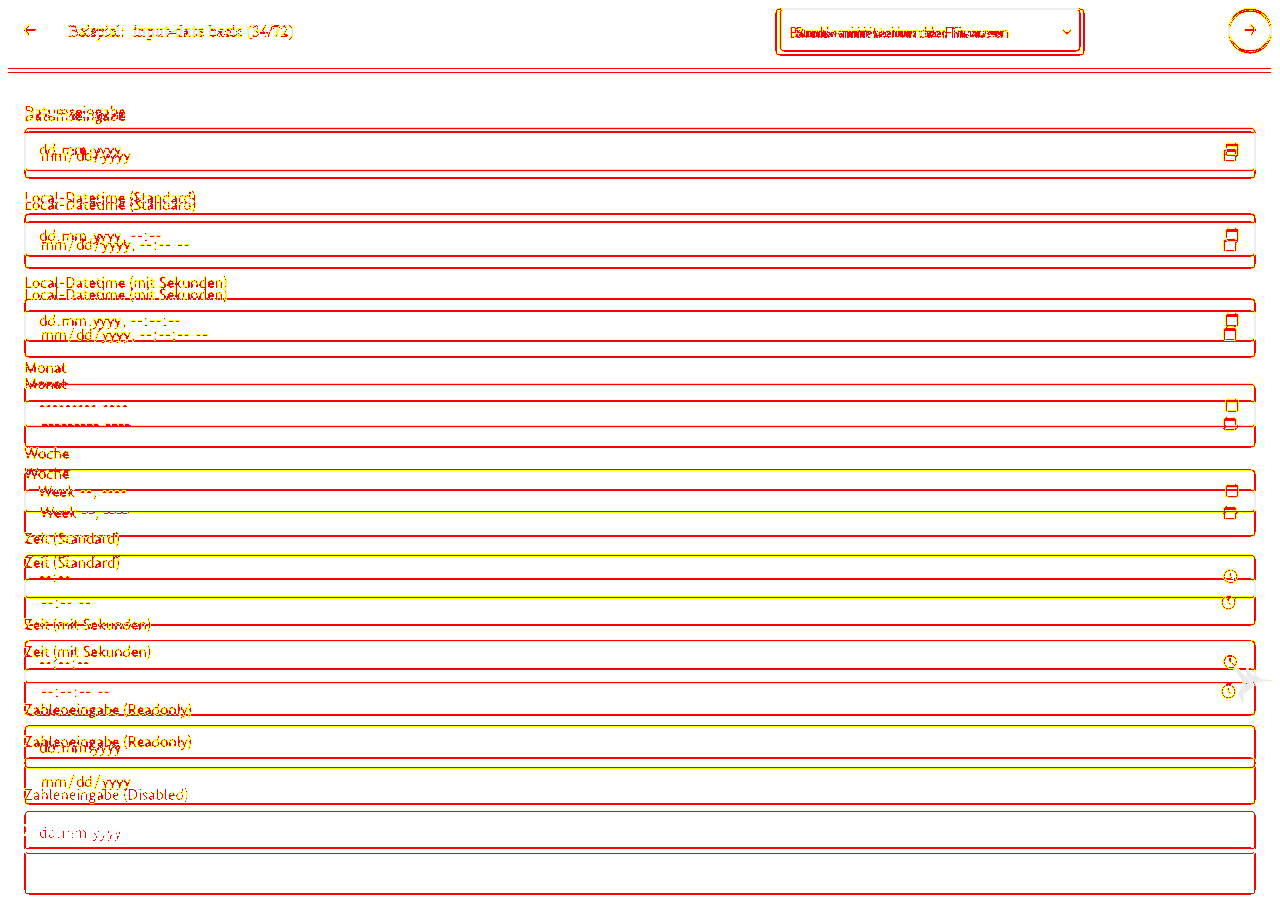 Beispiel: input-date basic (34/72)
Datumseingabe
dd.mm.yyyy
mm/dd/yyyy
Local-Datetime (Standard)
Local-Datetime (Standard)
dd.mm.yyyy, --:--
mm/dd/yyyy, --:-- --
Local-Datetime (mit Sekunden)
Local-Datetime (mit Sekunden)
dd.mm.yyyy, --:--:--
mm/dd/yyyy, --:--:-- --
Monat
Monat
--------- ----
--------- ----
Woche
Woche
Week --, ----
Week --, ----
Zeit (Standard)
Zeit (Standard)
--:--
--:-- --
Zeit (mit Sekunden)
Zeit (mit Sekunden)
--:--:--
--:--:-- --
Zahleneingabe (Readonly)
Zahleneingabe (Readonly)
dd.mm.yyyy
mm/dd/yyyy
Zahleneingabe (Disabled)
dd.mm.yyyy